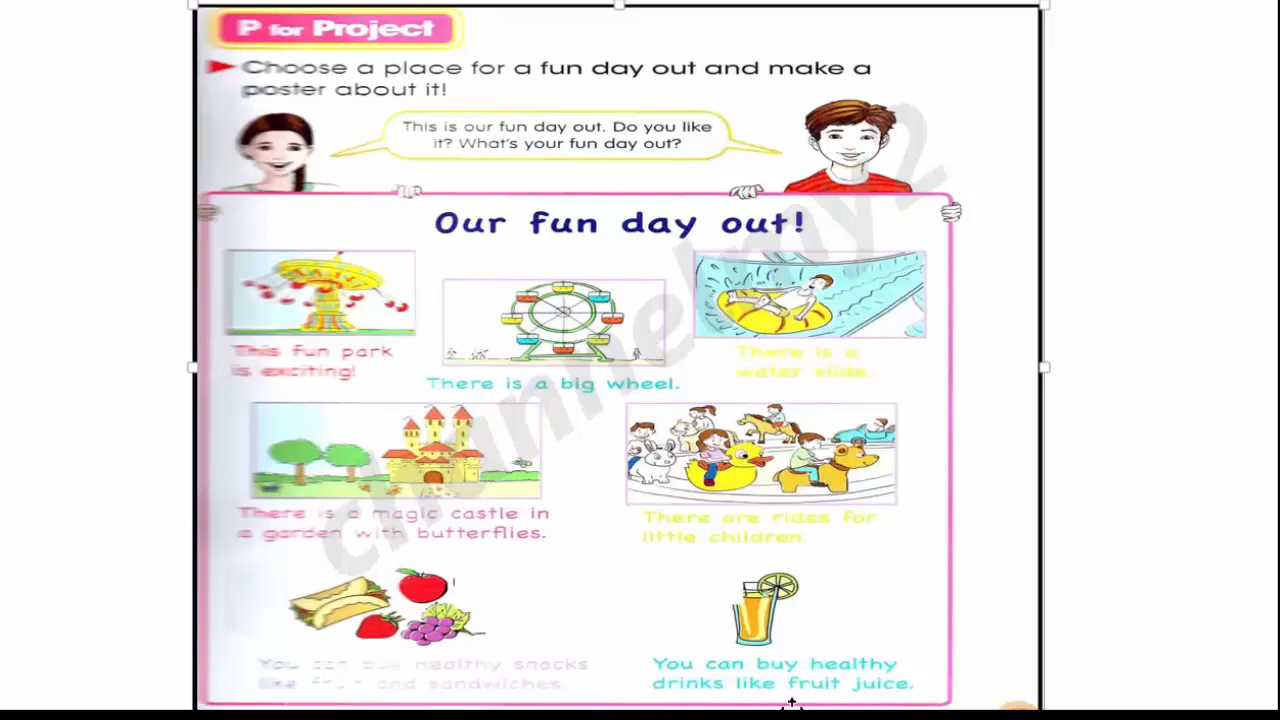 P for Project
Choose a place for a fun day out and make a
poster about it!
This is our fun day out. Do you like
it? What's your fun day out?
Our fun day out!
This fun park
is exciting!
There is a big wheel.
There is a
water slide.
There is a magic castle in
a garden with butterflies.
There are rides for
little children.
You can buy healthy snacks
like fruit and sandwiches.
You can buy healthy
drinks like fruit juice.
channelmy2